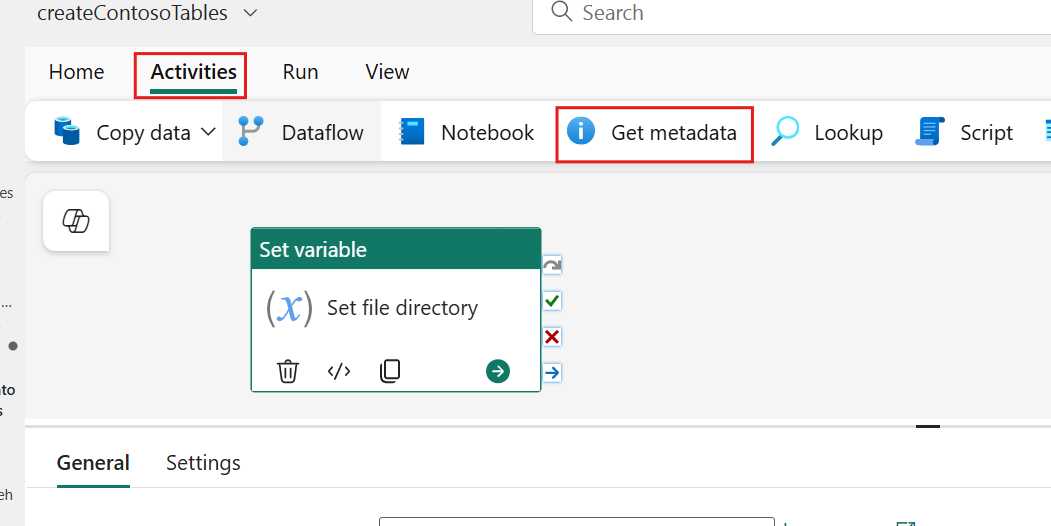 createContosoTables
Search
Home Activities Run View
Copy data Dataflow Notebook Get metadata Lookup Script
es
Set variable
(x) Set file directory
...
</>
General Settings